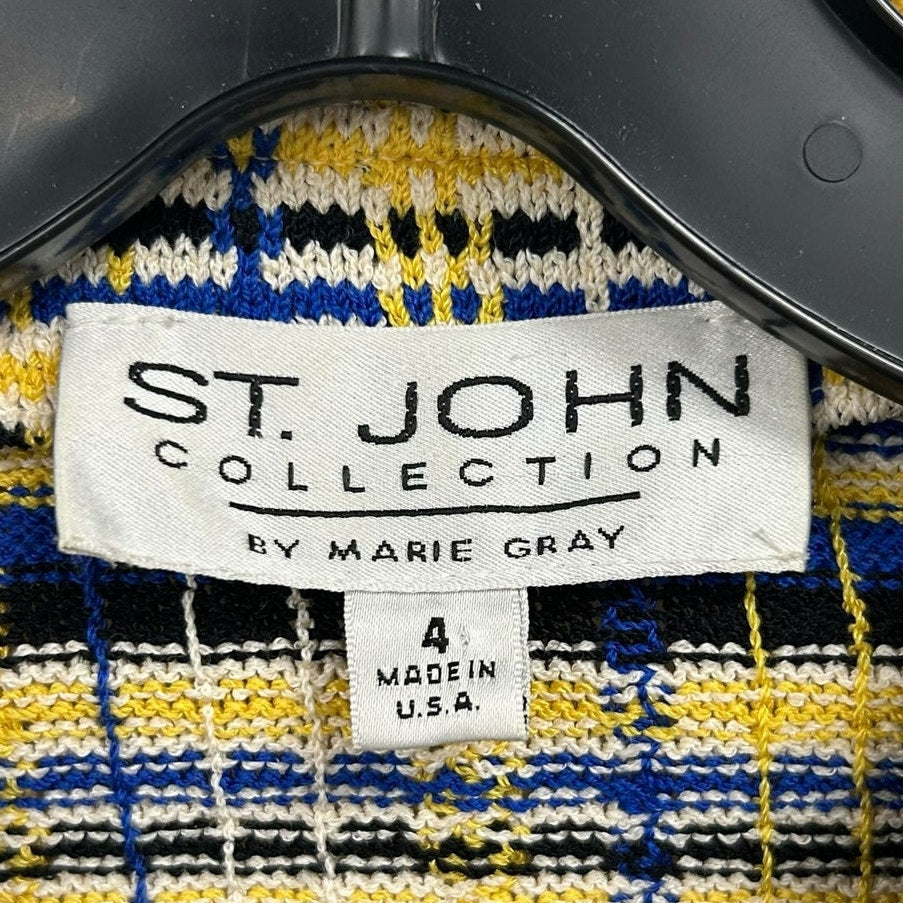 ST. JOHN
COLLECTION
BY MARIE GRAY
4
MADE IN
U.S.A.